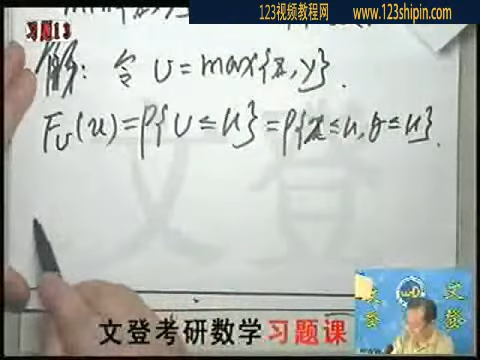 123视频教程网 www.123shipin.com
习题13
解：令 U=max{X,Y}.
F_U(u)=P{U≤u}=P{X≤u,Y≤u}.
文登
文登考研数学习题课